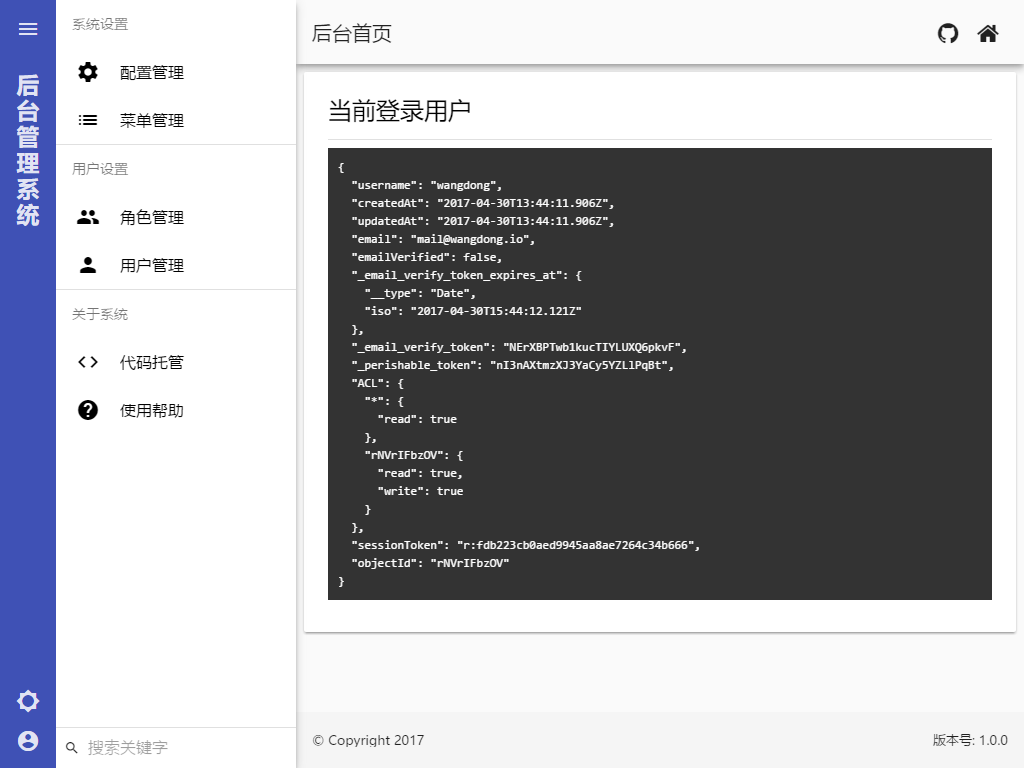 后台管理系统
系统设置
配置管理
菜单管理
用户设置
角色管理
用户管理
关于系统
代码托管
使用帮助
搜索关键字
后台首页
当前登录用户
{
  "username": "wangdong",
  "createdAt": "2017-04-30T13:44:11.906Z",
  "updatedAt": "2017-04-30T13:44:11.906Z",
  "email": "mail@wangdong.io",
  "emailVerified": false,
  "_email_verify_token_expires_at": {
    "__type": "Date",
    "iso": "2017-04-30T15:44:12.121Z"
  },
  "_email_verify_token": "NErXBPTwb1kucTIYLUXQ6pkvF",
  "_perishable_token": "nI3nAXtmzXJ3YaCy5YZLlPqBt",
  "ACL": {
    "*": {
      "read": true
    },
    "rNVrIFbzOV": {
      "read": true,
      "write": true
    }
  },
  "sessionToken": "r:fdb223cb0aed9945aa8ae7264c34b666",
  "objectId": "rNVrIFbzOV"
}
© Copyright 2017
版本号: 1.0.0